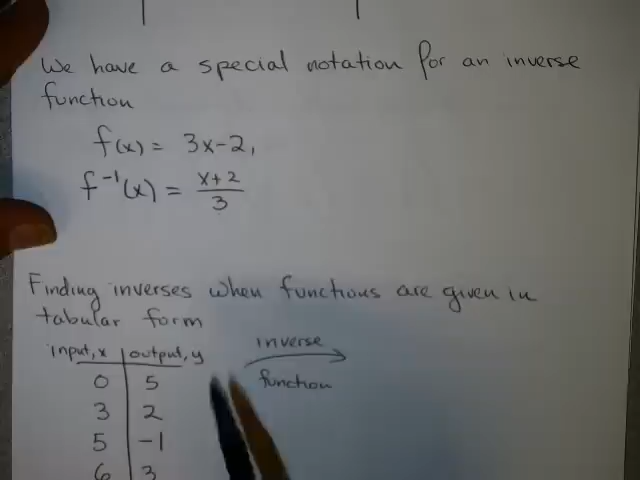 We have a special notation for an inverse
function
f(x) = 3x-2,
f⁻¹(x) = x+2/3
Finding inverses when functions are given in
tabular form
input, x | output, y
inverse
function
0 | 5
3 | 2
5 | -1
6 | 3